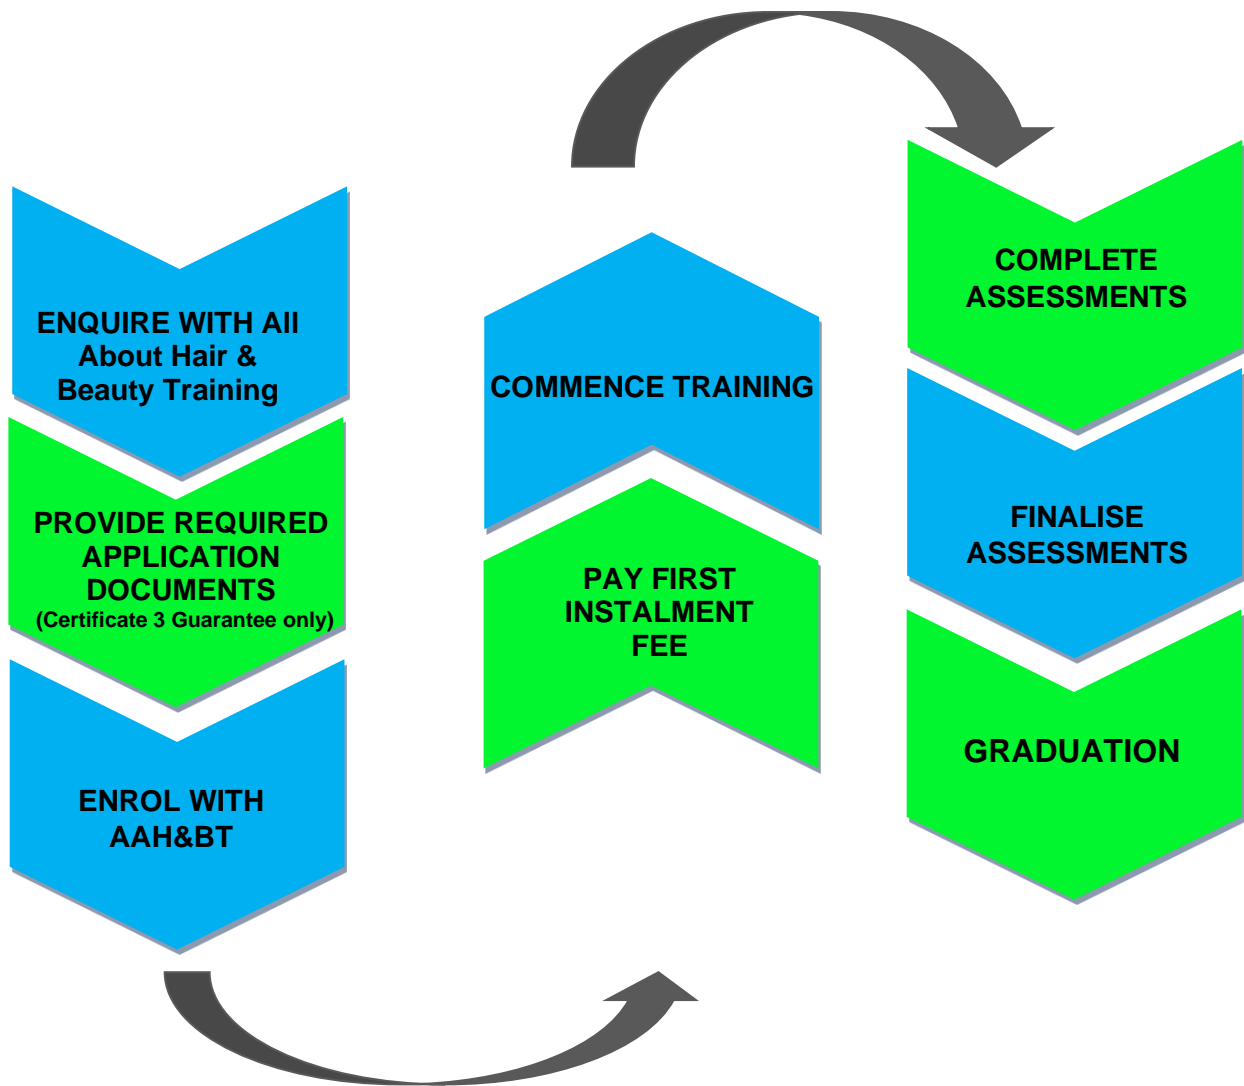 ENQUIRE WITH All
About Hair &
Beauty Training
PROVIDE REQUIRED
APPLICATION
DOCUMENTS
(Certificate 3 Guarantee only)
ENROL WITH
AAH&BT
PAY FIRST
INSTALMENT
FEE
COMMENCE TRAINING
COMPLETE
ASSESSMENTS
FINALISE
ASSESSMENTS
GRADUATION